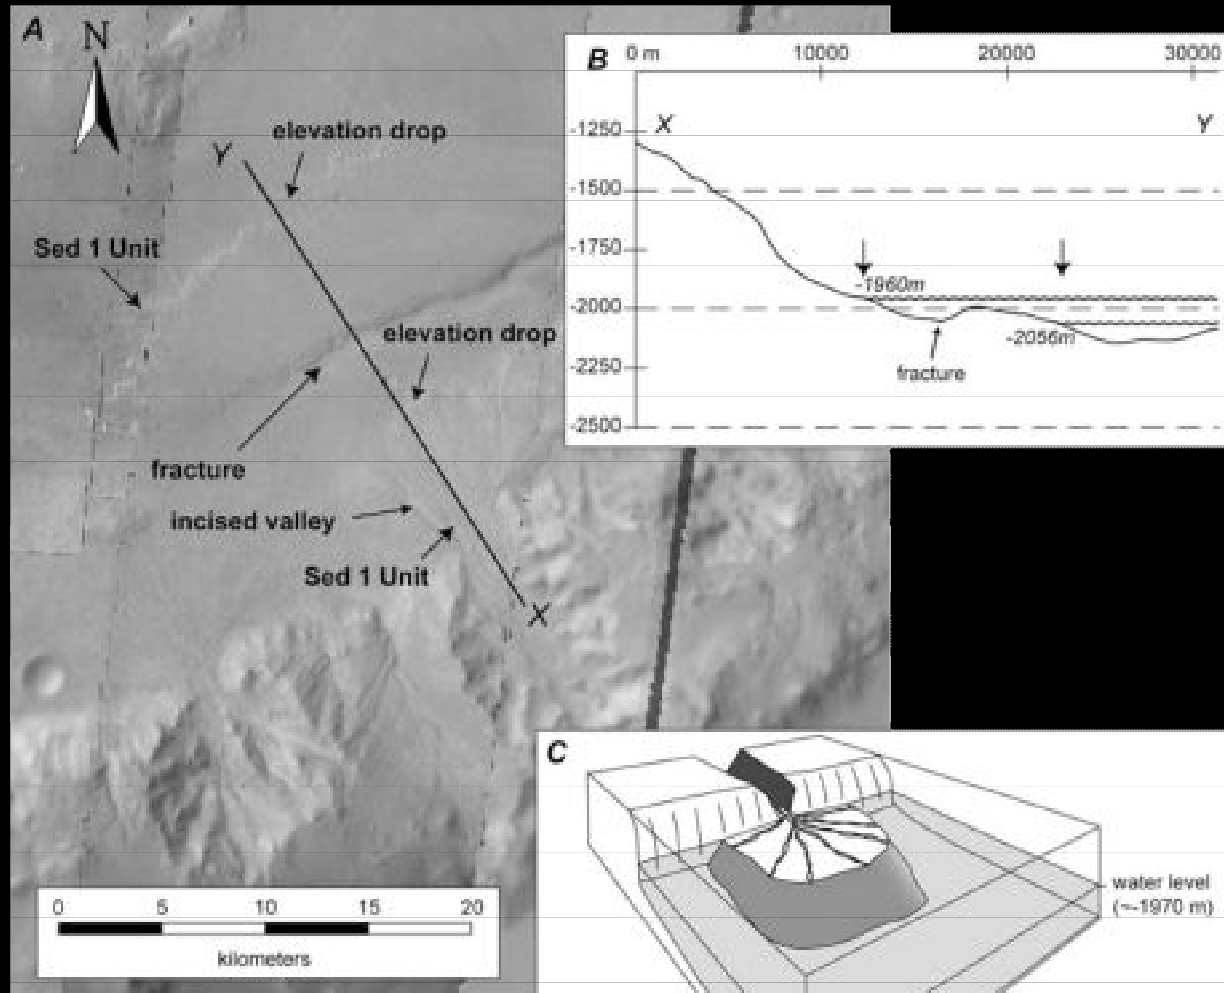 A
N
elevation drop
Y
Sed 1 Unit
elevation drop
fracture
incised valley
Sed 1 Unit
X
0 5 10 15 20
kilometers
B
0 m 10000 20000 30000
-1250
X Y
-1500
-1750
-1960m
-2000
-2056m
-2250
fracture
-2500
C
water level
(~-1970 m)